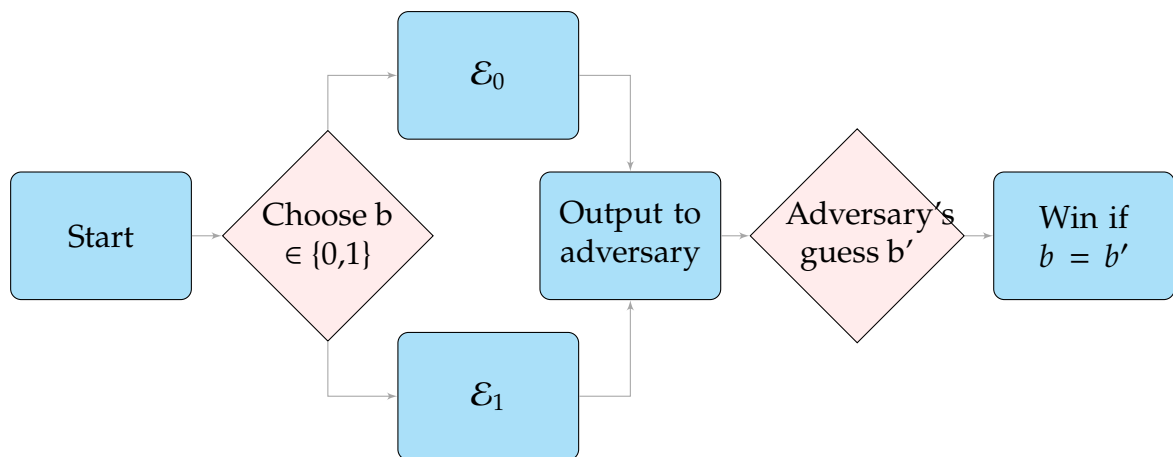 Start
Choose b
∈ {0,1}
ℰ₀
ℰ₁
Output to
adversary
Adversary's
guess b'
Win if
b = b'